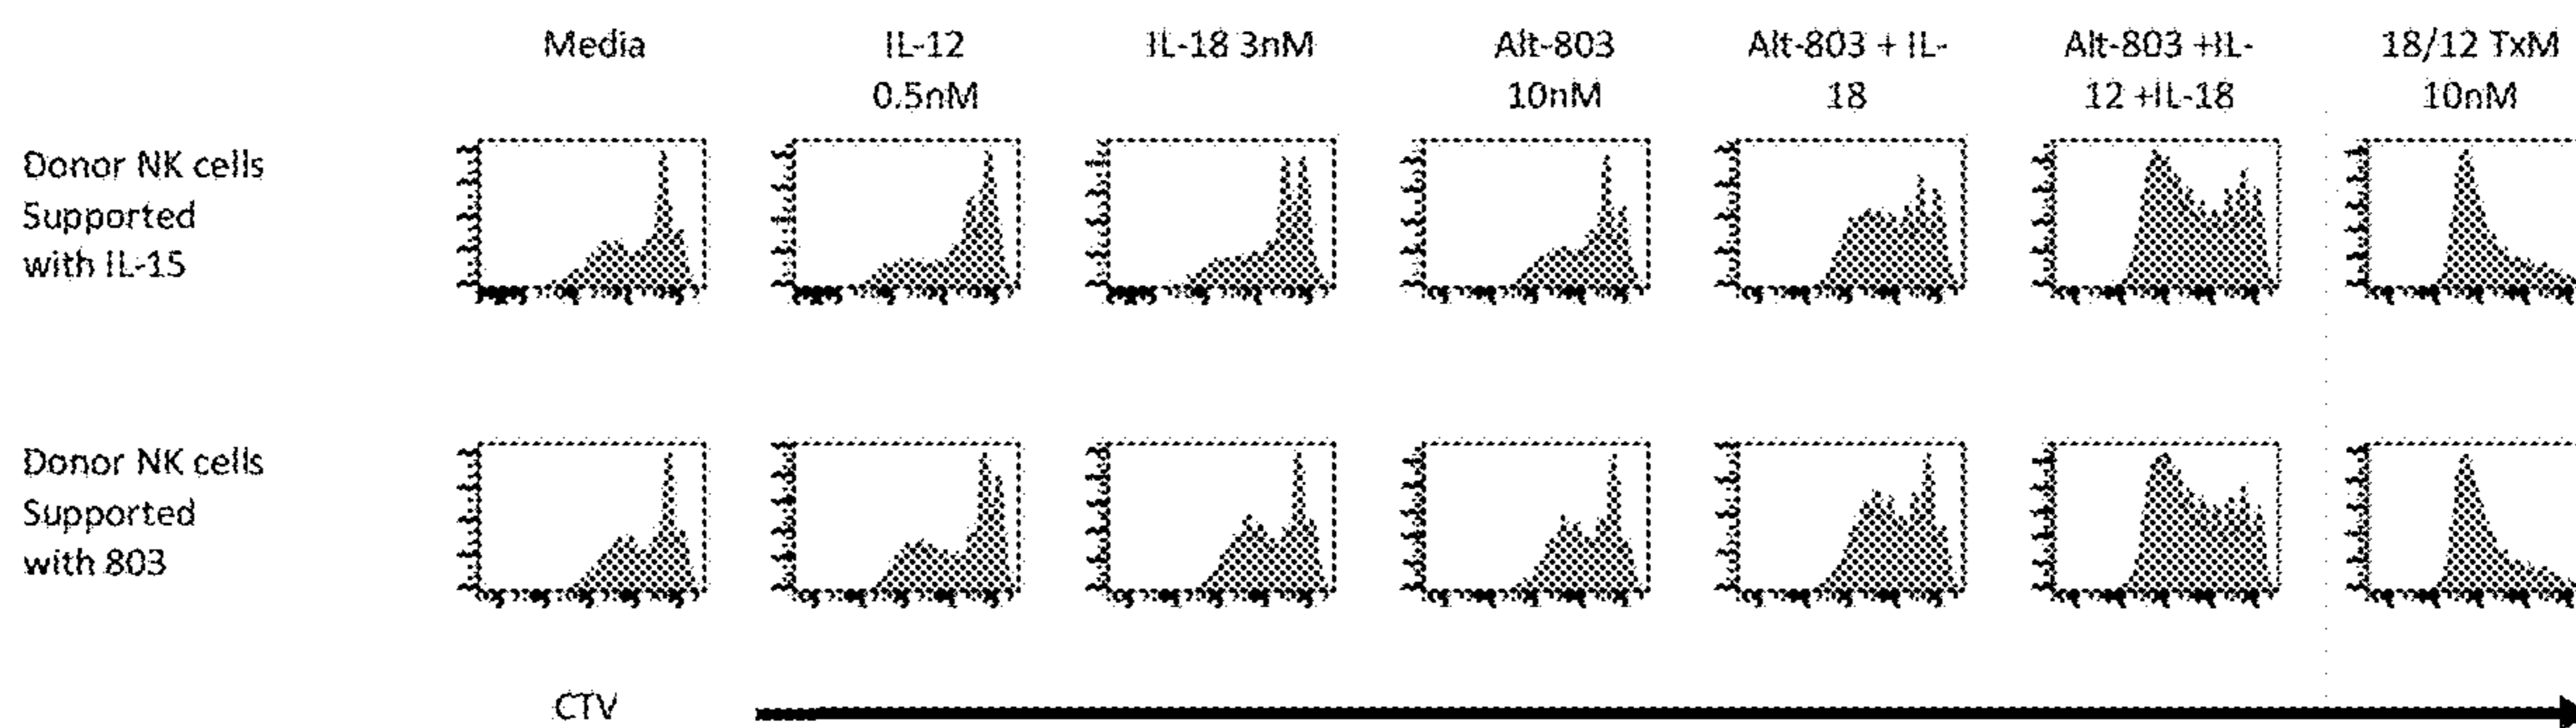 Media
IL-12
0.5nM
IL-18 3nM
Alt-803
10nM
Alt-803 + IL-
18
Alt-803 +IL-
12 +IL-18
18/12 TxM
10nM
Donor NK cells
Supported
with IL-15
Donor NK cells
Supported
with 803
CTV